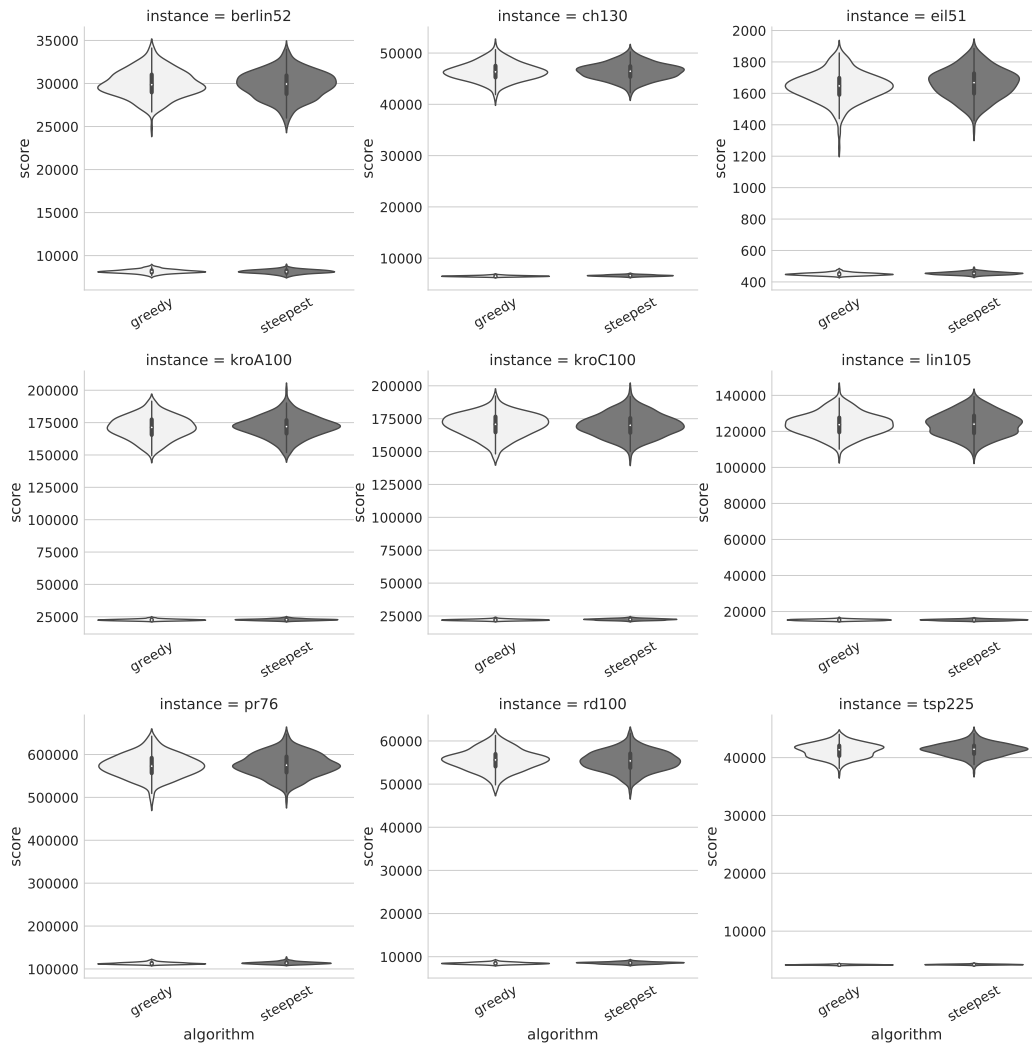 instance = berlin52
35000
30000
25000
20000
15000
10000
score
greedy
steepest
instance = ch130
50000
40000
30000
20000
10000
score
greedy
steepest
instance = eil51
2000
1800
1600
1400
1200
1000
800
600
400
score
greedy
steepest
instance = kroA100
200000
175000
150000
125000
100000
75000
50000
25000
score
greedy
steepest
instance = kroC100
200000
175000
150000
125000
100000
75000
50000
25000
score
greedy
steepest
instance = lin105
140000
120000
100000
80000
60000
40000
20000
score
greedy
steepest
instance = pr76
600000
500000
400000
300000
200000
100000
score
greedy
steepest
algorithm
instance = rd100
60000
50000
40000
30000
20000
10000
score
greedy
steepest
algorithm
instance = tsp225
40000
30000
20000
10000
score
greedy
steepest
algorithm